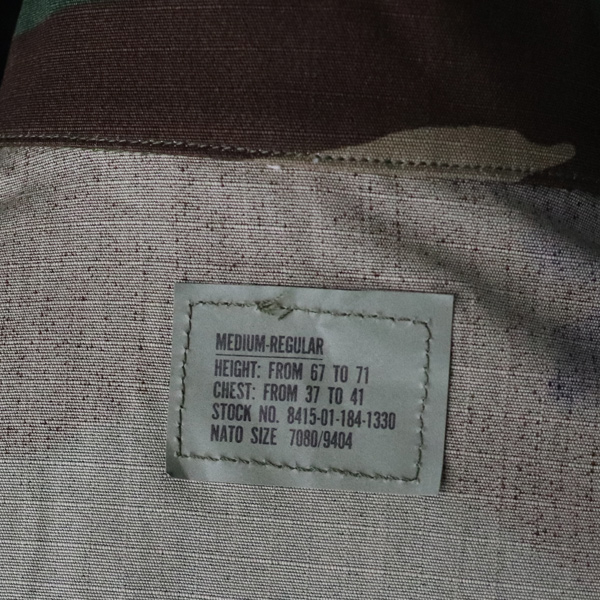 MEDIUM-REGULAR
HEIGHT: FROM 67 TO 71
CHEST: FROM 37 TO 41
STOCK NO. 8415-01-184-1330
NATO SIZE 7080/9404